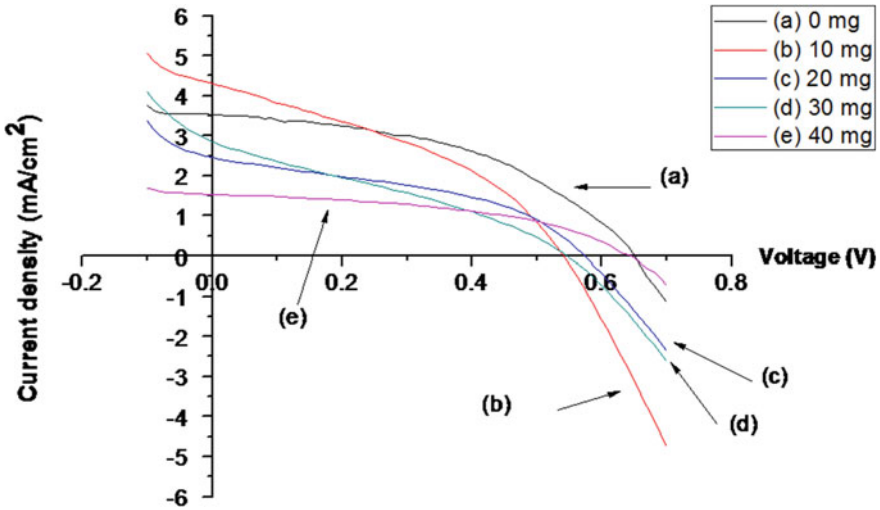 (a) 0 mg
(b) 10 mg
(c) 20 mg
(d) 30 mg
(e) 40 mg
6
5
4
3
2
1
0
-1
-2
-3
-4
-5
-6
-0.2
0.0
0.2
0.4
0.6
0.8
Current density (mA/cm²)
Voltage (V)
(a)
(e)
(b)
(c)
(d)